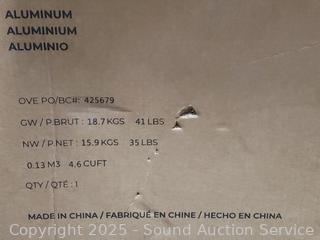 ALUMINUM
ALUMINIUM
ALUMINIO
OVE PO/BC#: 425679
GW / P.BRUT : 18.7 KGS 41 LBS
NW / P.NET : 15.9 KGS 35 LBS
0.13 M3 4.6 CUFT
QTY / QTÉ : 1
MADE IN CHINA / FABRIQUÉ EN CHINE / HECHO EN CHINA
Copyright 2025 - Sound Auction Service